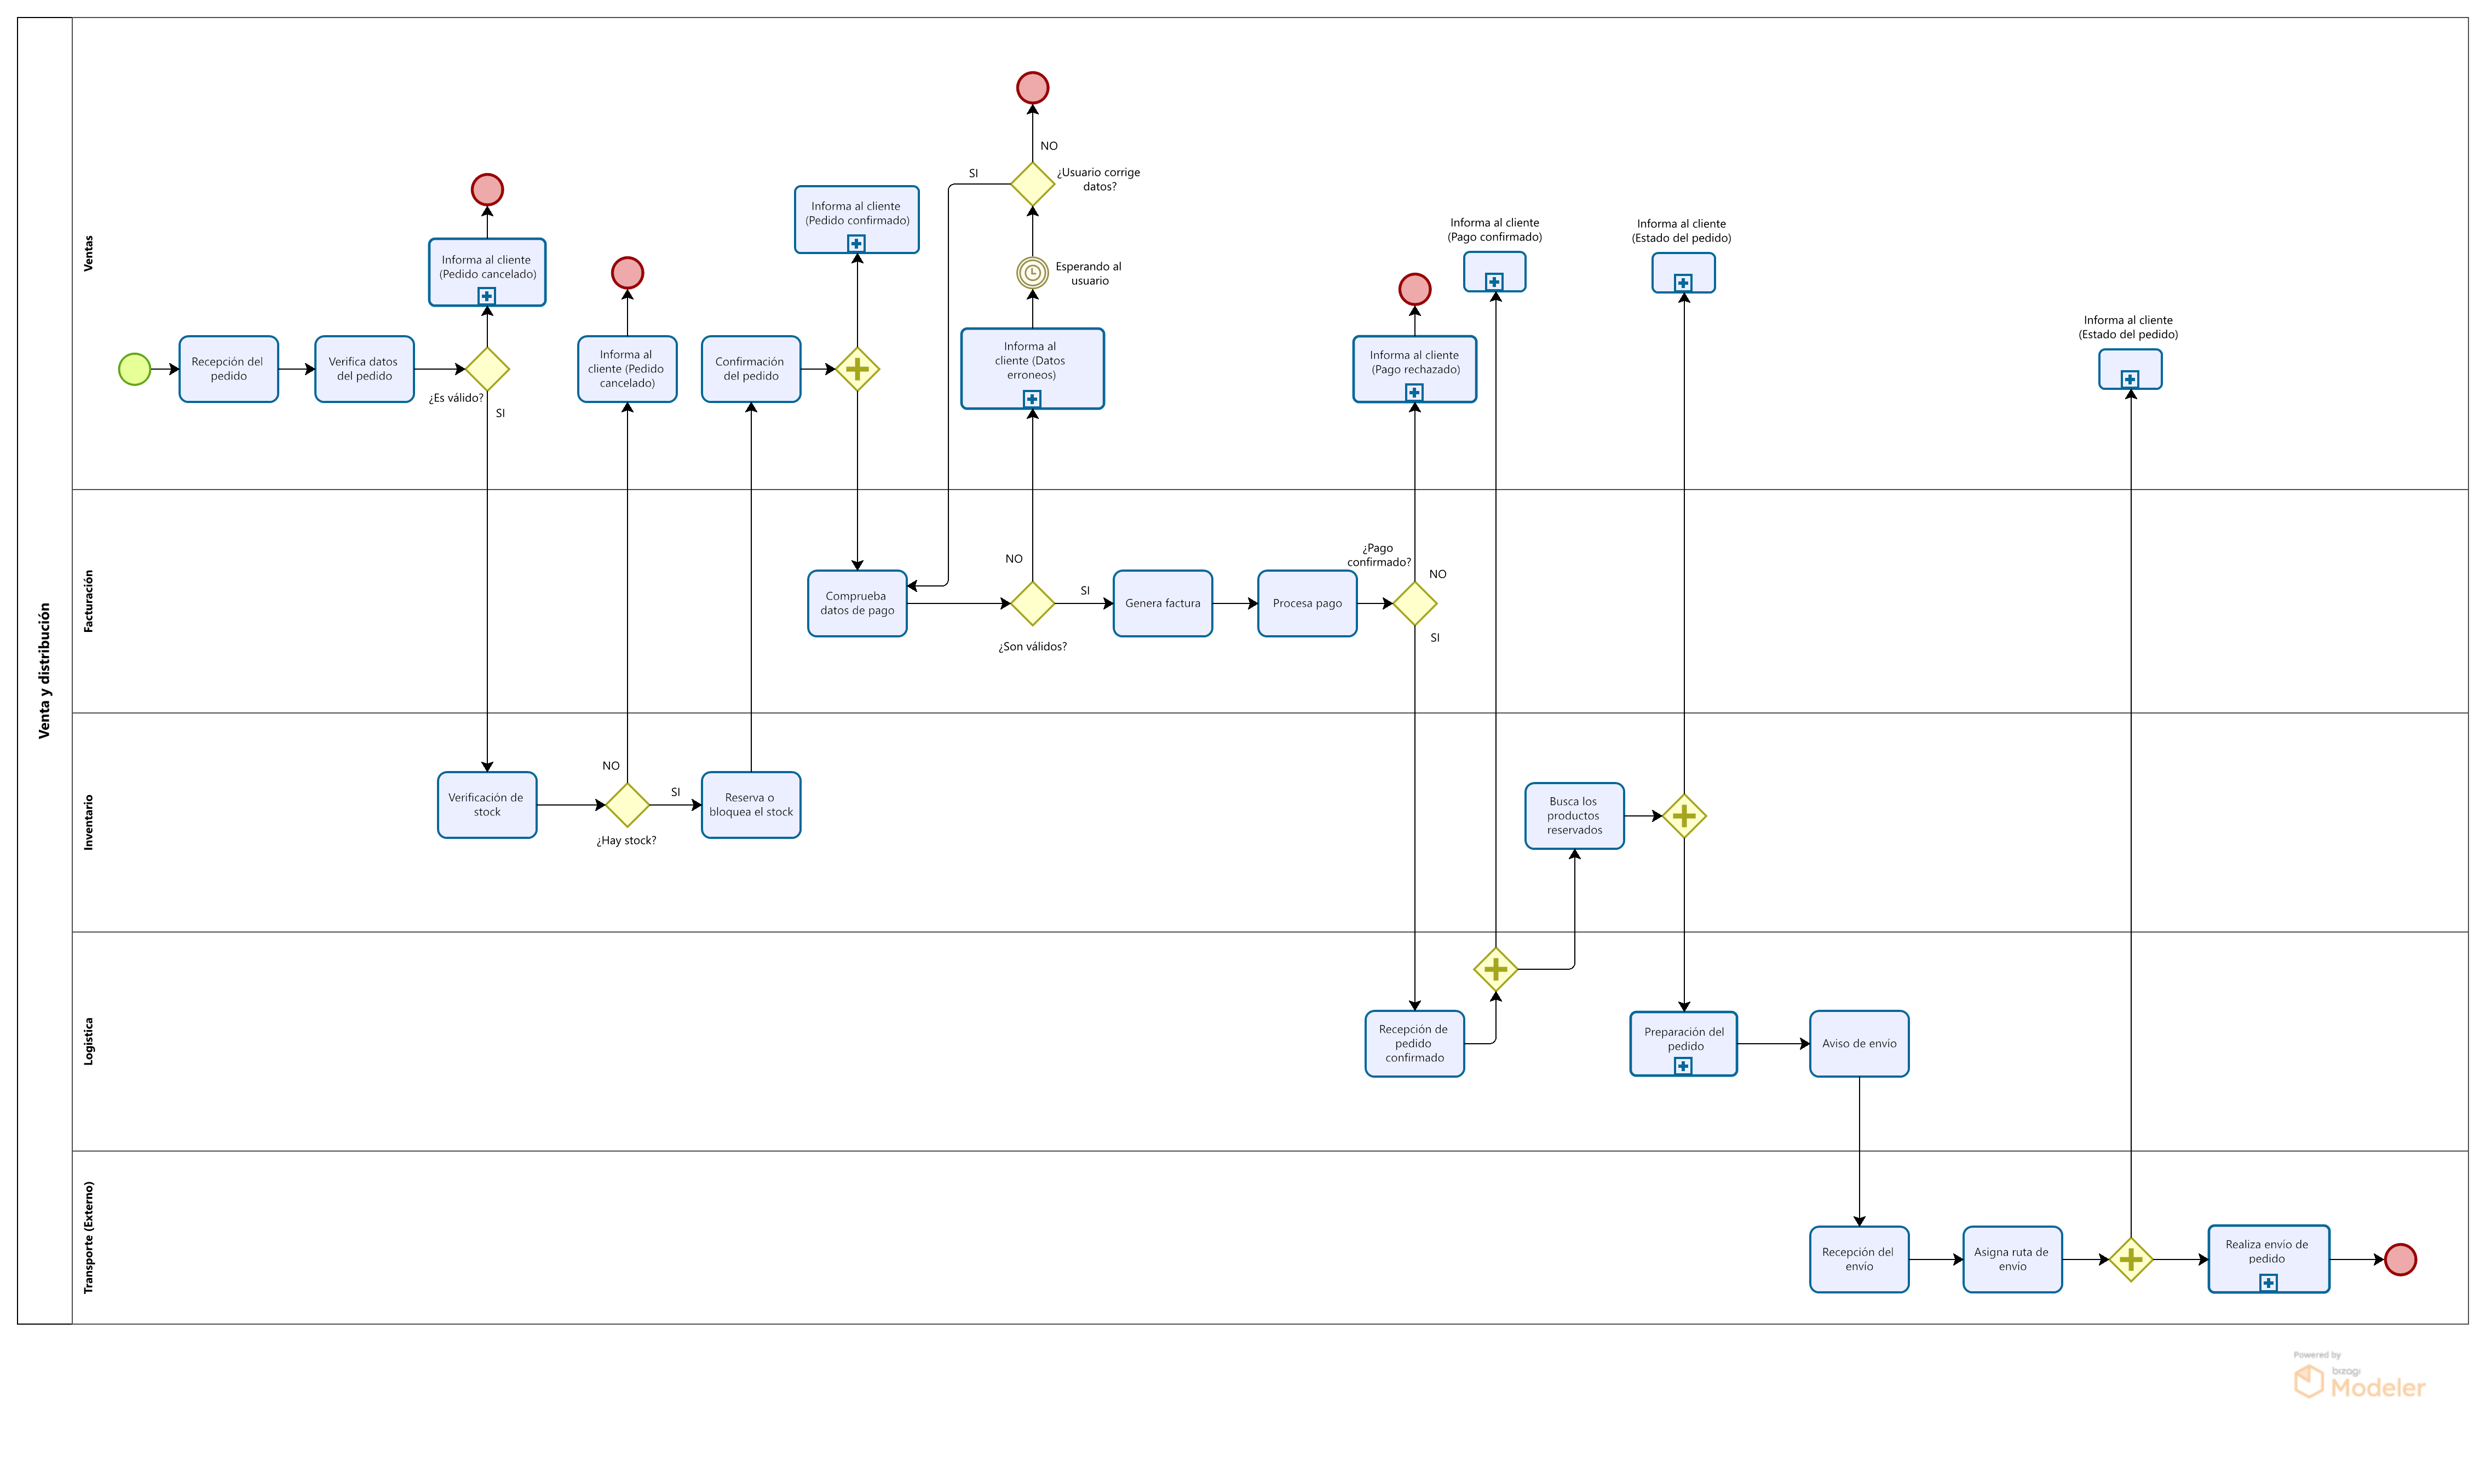 Venta y distribución
Ventas
Recepción del
pedido
Verifica datos
del pedido
¿Es válido?
SI
Informa al cliente
(Pedido cancelado)
Informa al
cliente (Pedido
cancelado)
Confirmación
del pedido
Informa al cliente
(Pedido confirmado)
NO
¿Usuario corrige
datos?
SI
Esperando al
usuario
Informa al
cliente (Datos
erroneos)
Informa al cliente
(Pago rechazado)
Informa al cliente
(Pago confirmado)
Informa al cliente
(Estado del pedido)
Informa al cliente
(Estado del pedido)
Facturación
Comprueba
datos de pago
NO
¿Son válidos?
SI
Genera factura
Procesa pago
¿Pago
confirmado?
NO
SI
Inventario
Verificación de
stock
NO
¿Hay stock?
SI
Reserva o
bloquea el stock
Busca los
productos
reservados
Logistica
Recepción de
pedido
confirmado
Preparación del
pedido
Aviso de envio
Transporte (Externo)
Recepción del
envío
Asigna ruta de
envío
Realiza envío de
pedido
Powered by
bizagi
Modeler